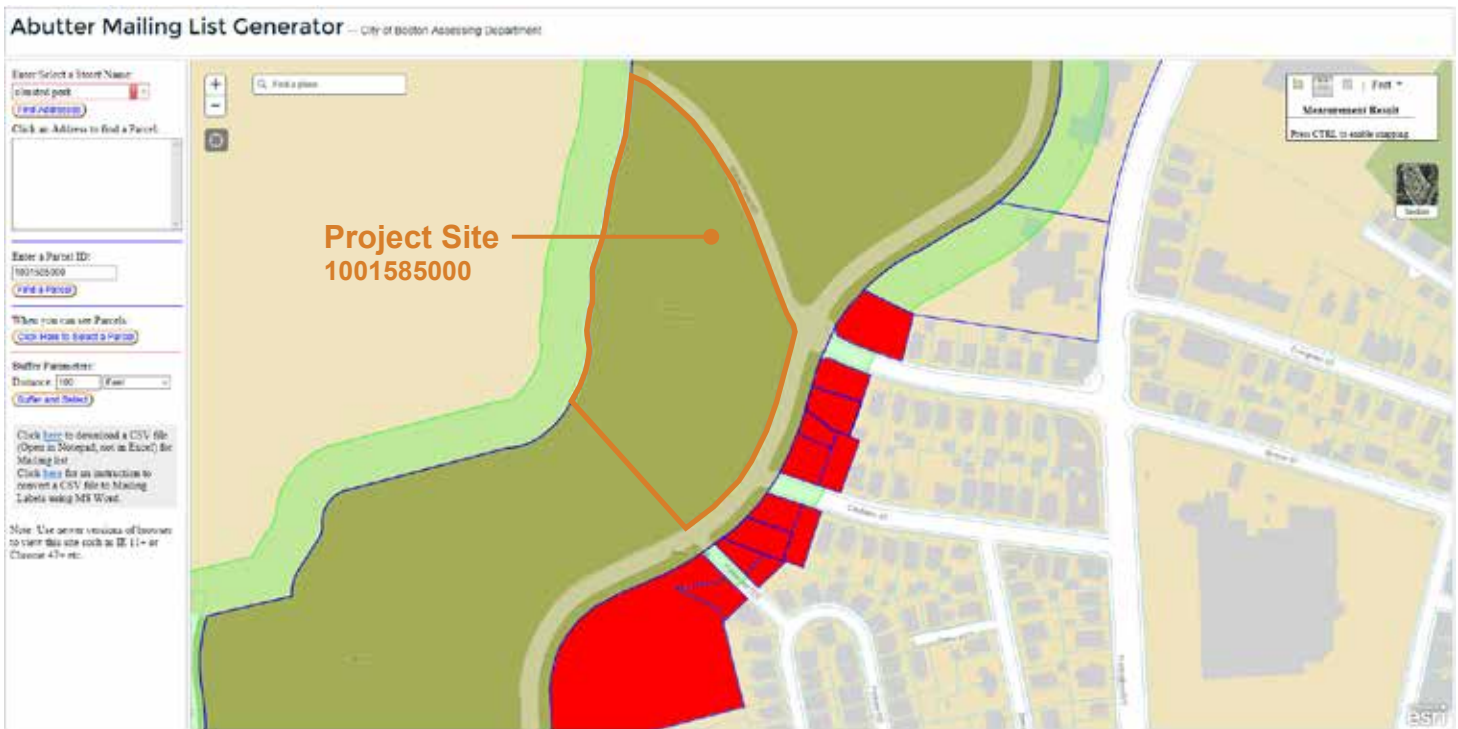 Abutter Mailing List Generator — City of Boston Assessing Department
Enter/Select a Street Name:
olmsted park
Find Addresses
Click an Address to find a Parcel:
Enter a Parcel ID:
1001585000
Find a Parcel
When you can see Parcels:
Click Here to Select a Parcel
Buffer Parameters:
Distance: 100 Feet
Buffer and Select
Click here to download a CSV file
(Open in Notepad, not in Excel) for
Mailing list
Click here for an instruction to
convert a CSV file to Mailing
Labels using MS Word.
Note: Use newer versions of browser
to view this site such as IE 11+ or
Chrome 47+ etc.
+
−
Find a place
Project Site
1001585000
Feet
Measurement Result
Press CTRL to enable snapping
esri